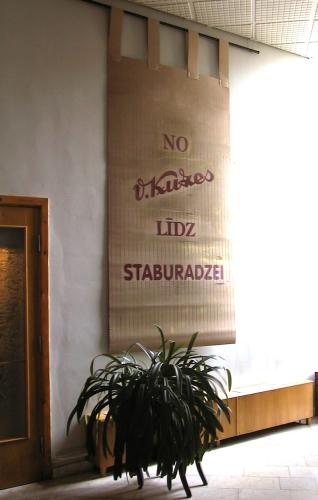 NO
V. Kuzes
LĪDZ
STABURADZEI